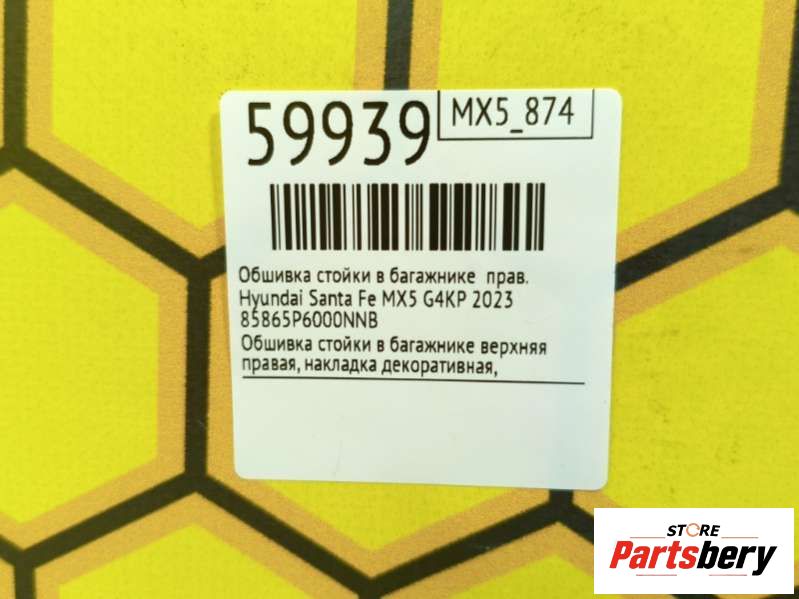 59939
MX5_874
Обшивка стойки в багажнике прав.
Hyundai Santa Fe MX5 G4KP 2023
85865P6000NNB
Обшивка стойки в багажнике верхняя
правая, накладка декоративная,
STORE
Partsbery